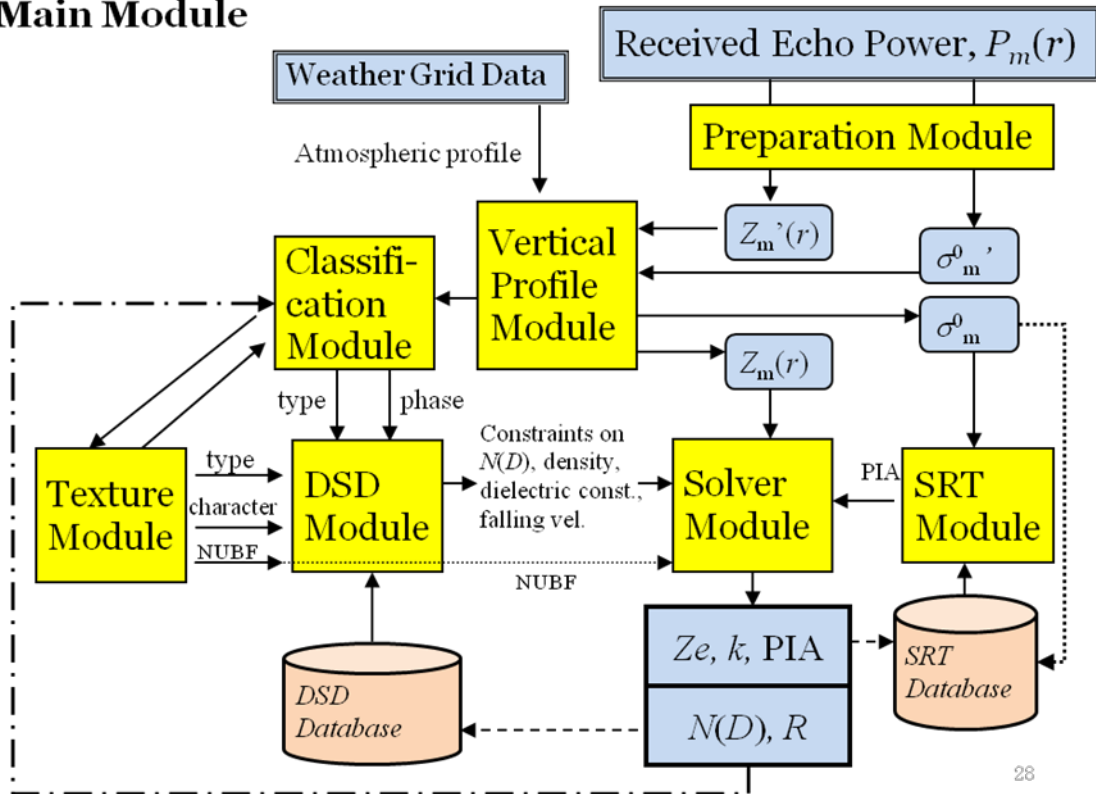 Main Module
Received Echo Power, Pm(r)
Weather Grid Data
Preparation Module
Atmospheric profile
Zm’(r)
σ⁰m’
Vertical
Profile
Module
Classifi-
cation
Module
σ⁰m
Zm(r)
type
phase
Constraints on
N(D), density,
dielectric const.,
falling vel.
Texture
Module
type
character
NUBF
DSD
Module
Solver
Module
PIA
SRT
Module
NUBF
Ze, k, PIA
N(D), R
SRT
Database
DSD
Database
28